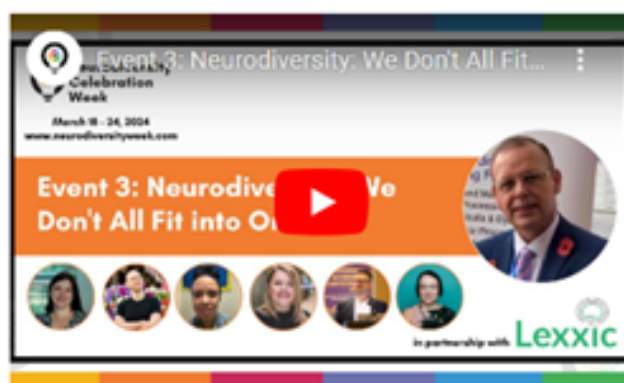 Event 3: Neurodiversity: We Don't All Fit...
Celebration
Week
March 18 - 24, 2024
www.neurodiversityweek.com
Event 3: Neurodive We
Don't All Fit into O
in partnership with Lexxic